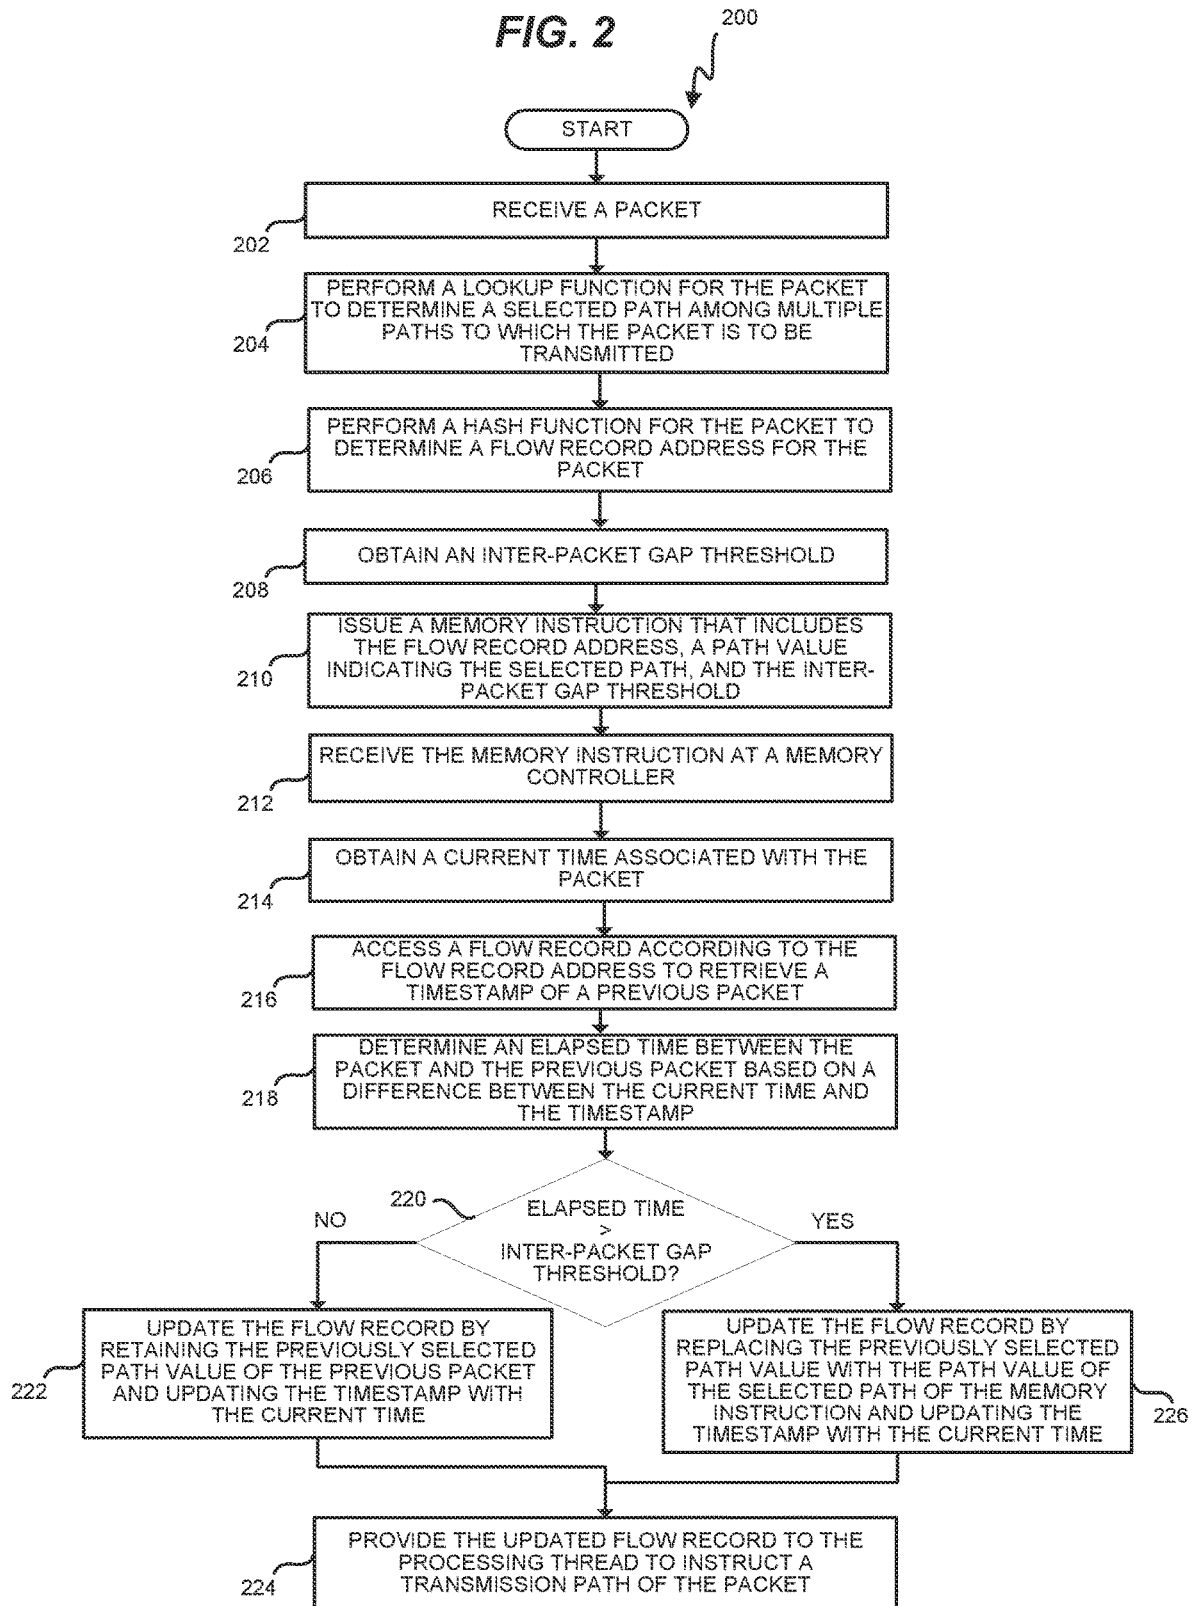 FIG. 2
200
START
RECEIVE A PACKET
202
PERFORM A LOOKUP FUNCTION FOR THE PACKET
TO DETERMINE A SELECTED PATH AMONG MULTIPLE
PATHS TO WHICH THE PACKET IS TO BE
TRANSMITTED
204
PERFORM A HASH FUNCTION FOR THE PACKET TO
DETERMINE A FLOW RECORD ADDRESS FOR THE
PACKET
206
OBTAIN AN INTER-PACKET GAP THRESHOLD
208
ISSUE A MEMORY INSTRUCTION THAT INCLUDES
THE FLOW RECORD ADDRESS, A PATH VALUE
INDICATING THE SELECTED PATH, AND THE INTER-
PACKET GAP THRESHOLD
210
RECEIVE THE MEMORY INSTRUCTION AT A MEMORY
CONTROLLER
212
OBTAIN A CURRENT TIME ASSOCIATED WITH THE
PACKET
214
ACCESS A FLOW RECORD ACCORDING TO THE
FLOW RECORD ADDRESS TO RETRIEVE A
TIMESTAMP OF A PREVIOUS PACKET
216
DETERMINE AN ELAPSED TIME BETWEEN THE
PACKET AND THE PREVIOUS PACKET BASED ON A
DIFFERENCE BETWEEN THE CURRENT TIME AND
THE TIMESTAMP
218
220
ELAPSED TIME
>
INTER-PACKET GAP
THRESHOLD?
NO
YES
UPDATE THE FLOW RECORD BY
RETAINING THE PREVIOUSLY SELECTED
PATH VALUE OF THE PREVIOUS PACKET
AND UPDATING THE TIMESTAMP WITH
THE CURRENT TIME
222
UPDATE THE FLOW RECORD BY
REPLACING THE PREVIOUSLY SELECTED
PATH VALUE WITH THE PATH VALUE OF
THE SELECTED PATH OF THE MEMORY
INSTRUCTION AND UPDATING THE
TIMESTAMP WITH THE CURRENT TIME
226
PROVIDE THE UPDATED FLOW RECORD TO THE
PROCESSING THREAD TO INSTRUCT A
TRANSMISSION PATH OF THE PACKET
224